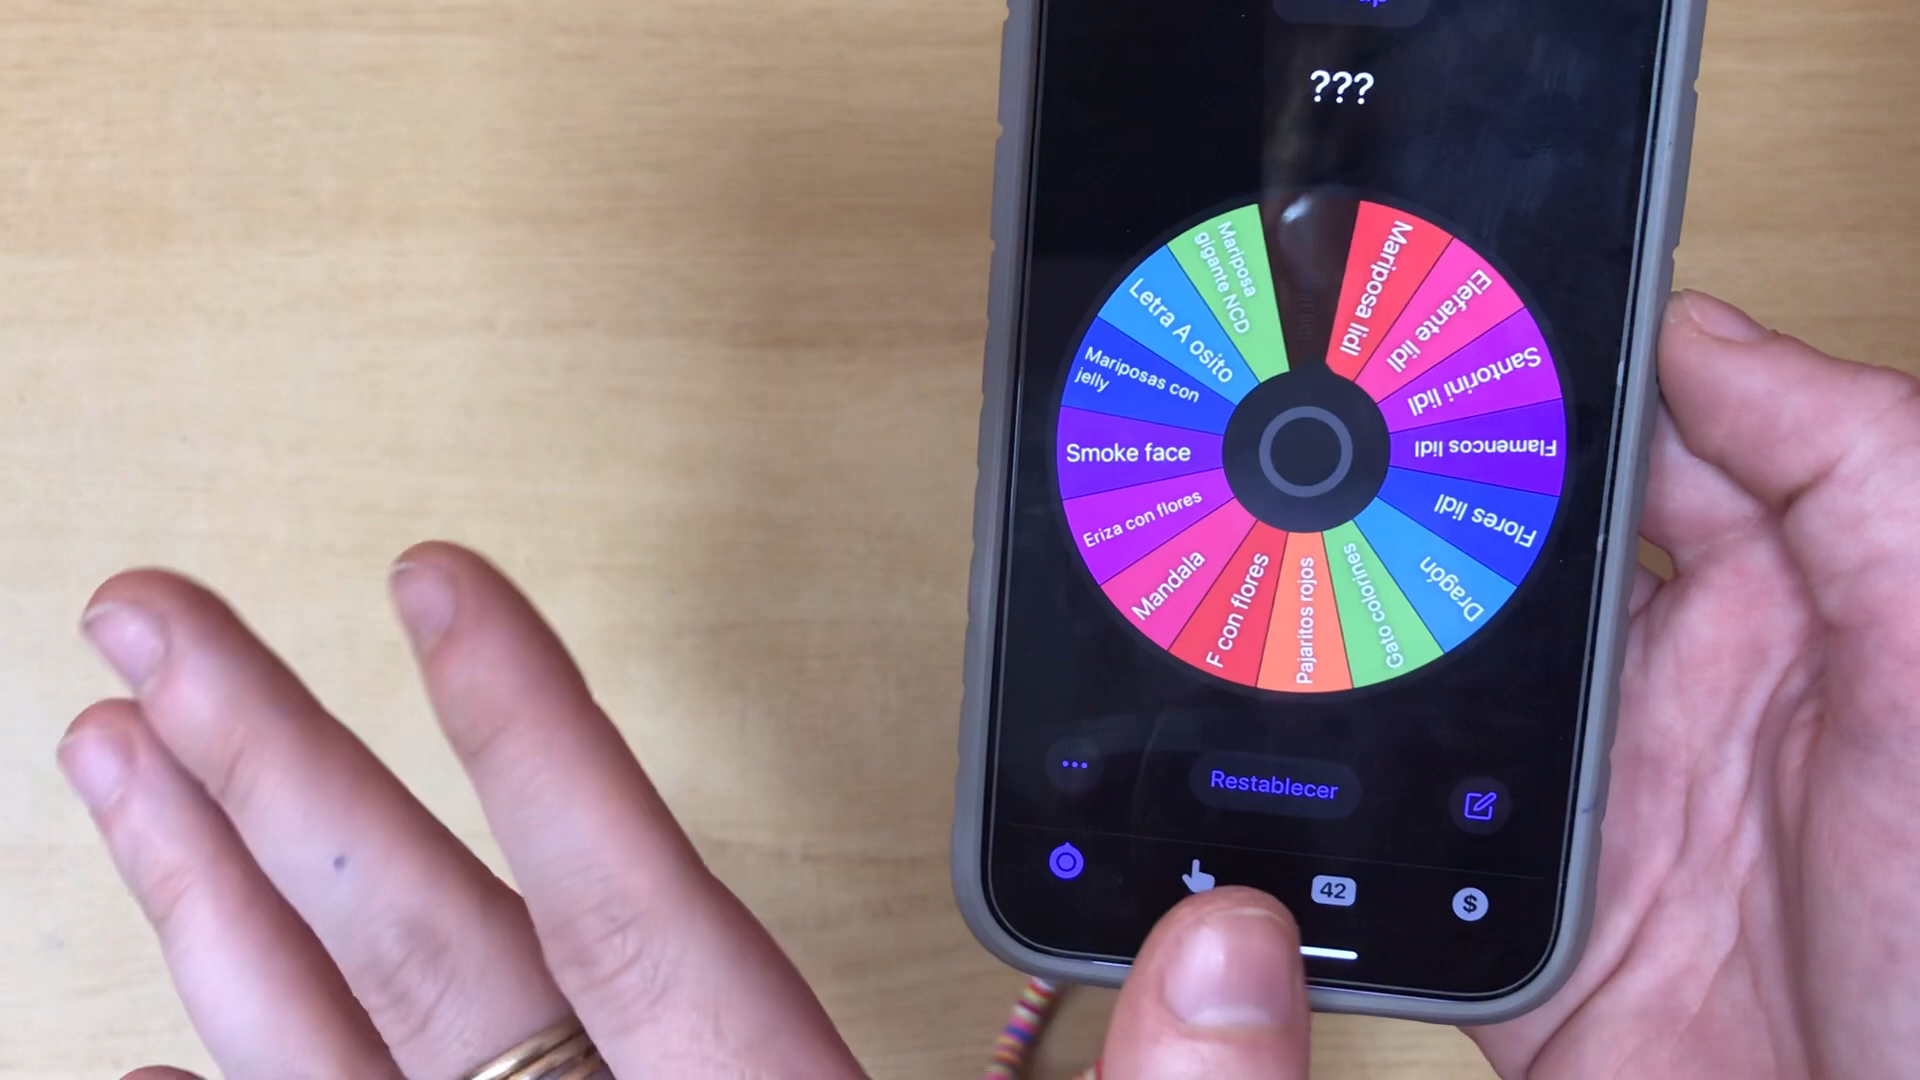 ???
Mariposa lidl
Elefante lidl
Santorini lidl
Flamencos lidl
Flores lidl
Dragón
Gato colorines
Pajaritos rojos
F con flores
Mandala
Eriza con flores
Smoke face
Mariposas con
jelly
Letra A osito
Mariposa
gigante NCD
Restablecer
42
$